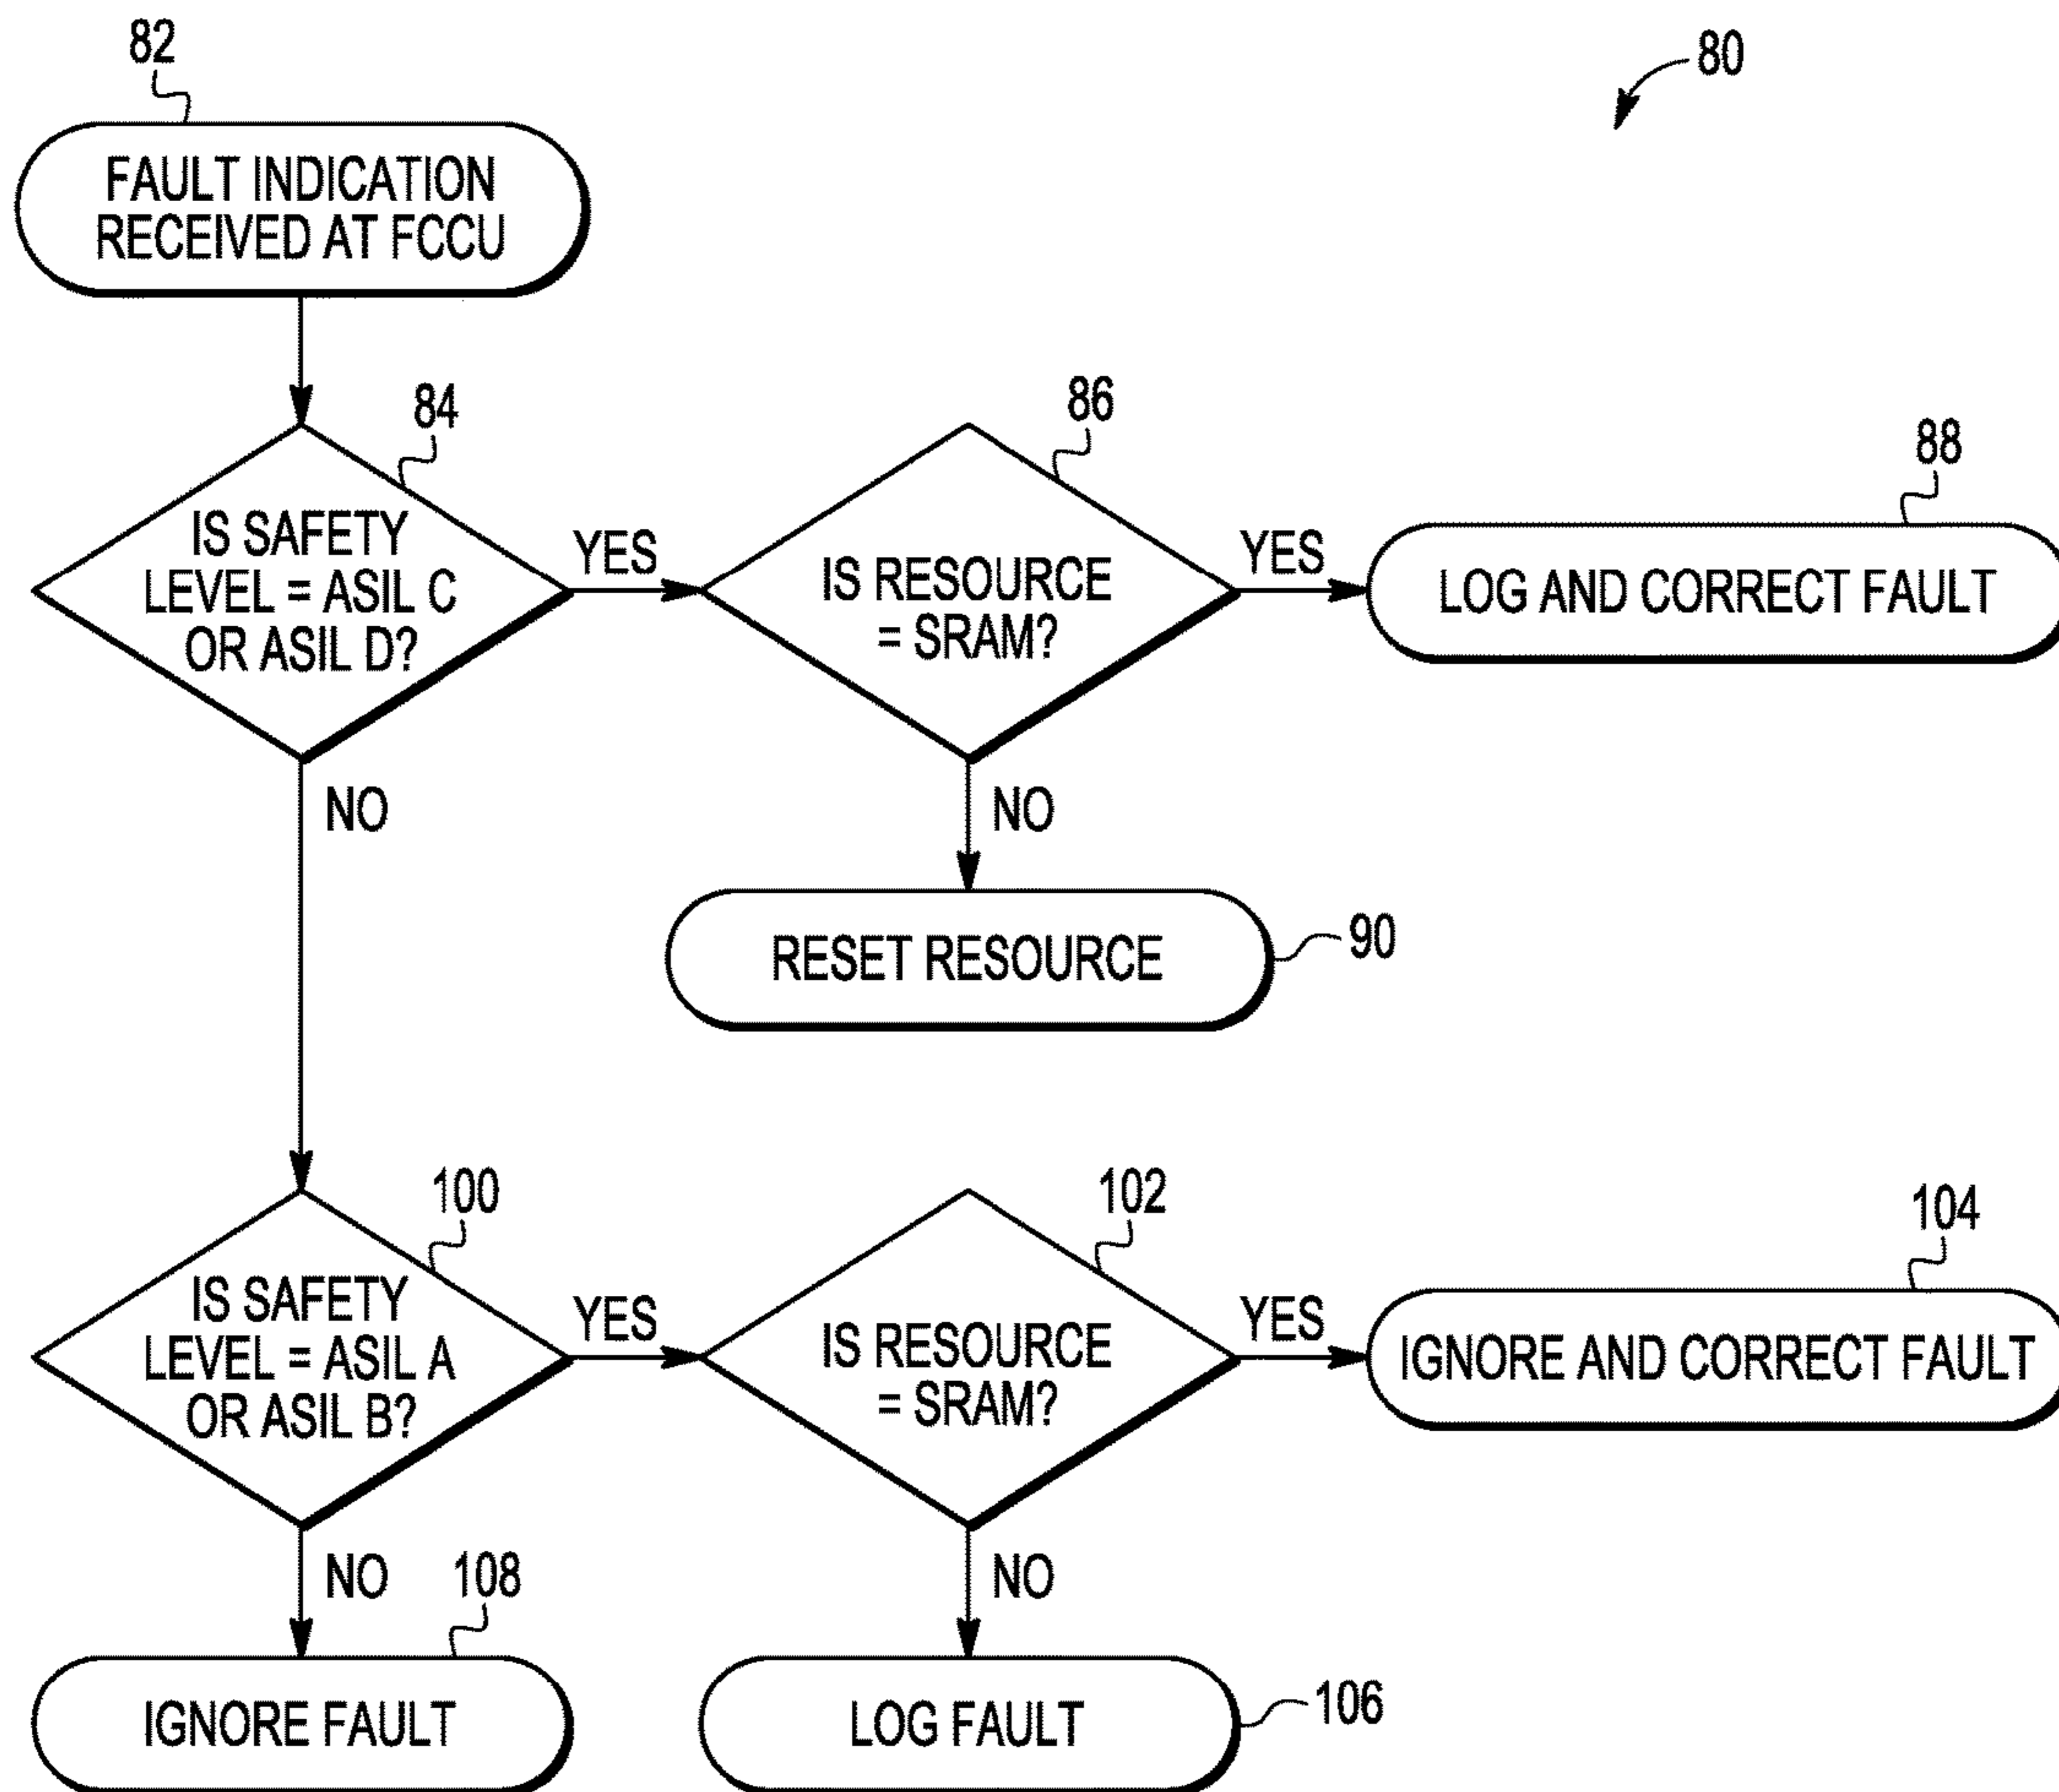 82
80
FAULT INDICATION
RECEIVED AT FCCU
84
86
88
IS SAFETY
LEVEL = ASIL C
OR ASIL D?
YES
IS RESOURCE
= SRAM?
YES
LOG AND CORRECT FAULT
NO
NO
RESET RESOURCE
90
100
102
104
IS SAFETY
LEVEL = ASIL A
OR ASIL B?
YES
IS RESOURCE
= SRAM?
YES
IGNORE AND CORRECT FAULT
NO
108
NO
IGNORE FAULT
LOG FAULT
106